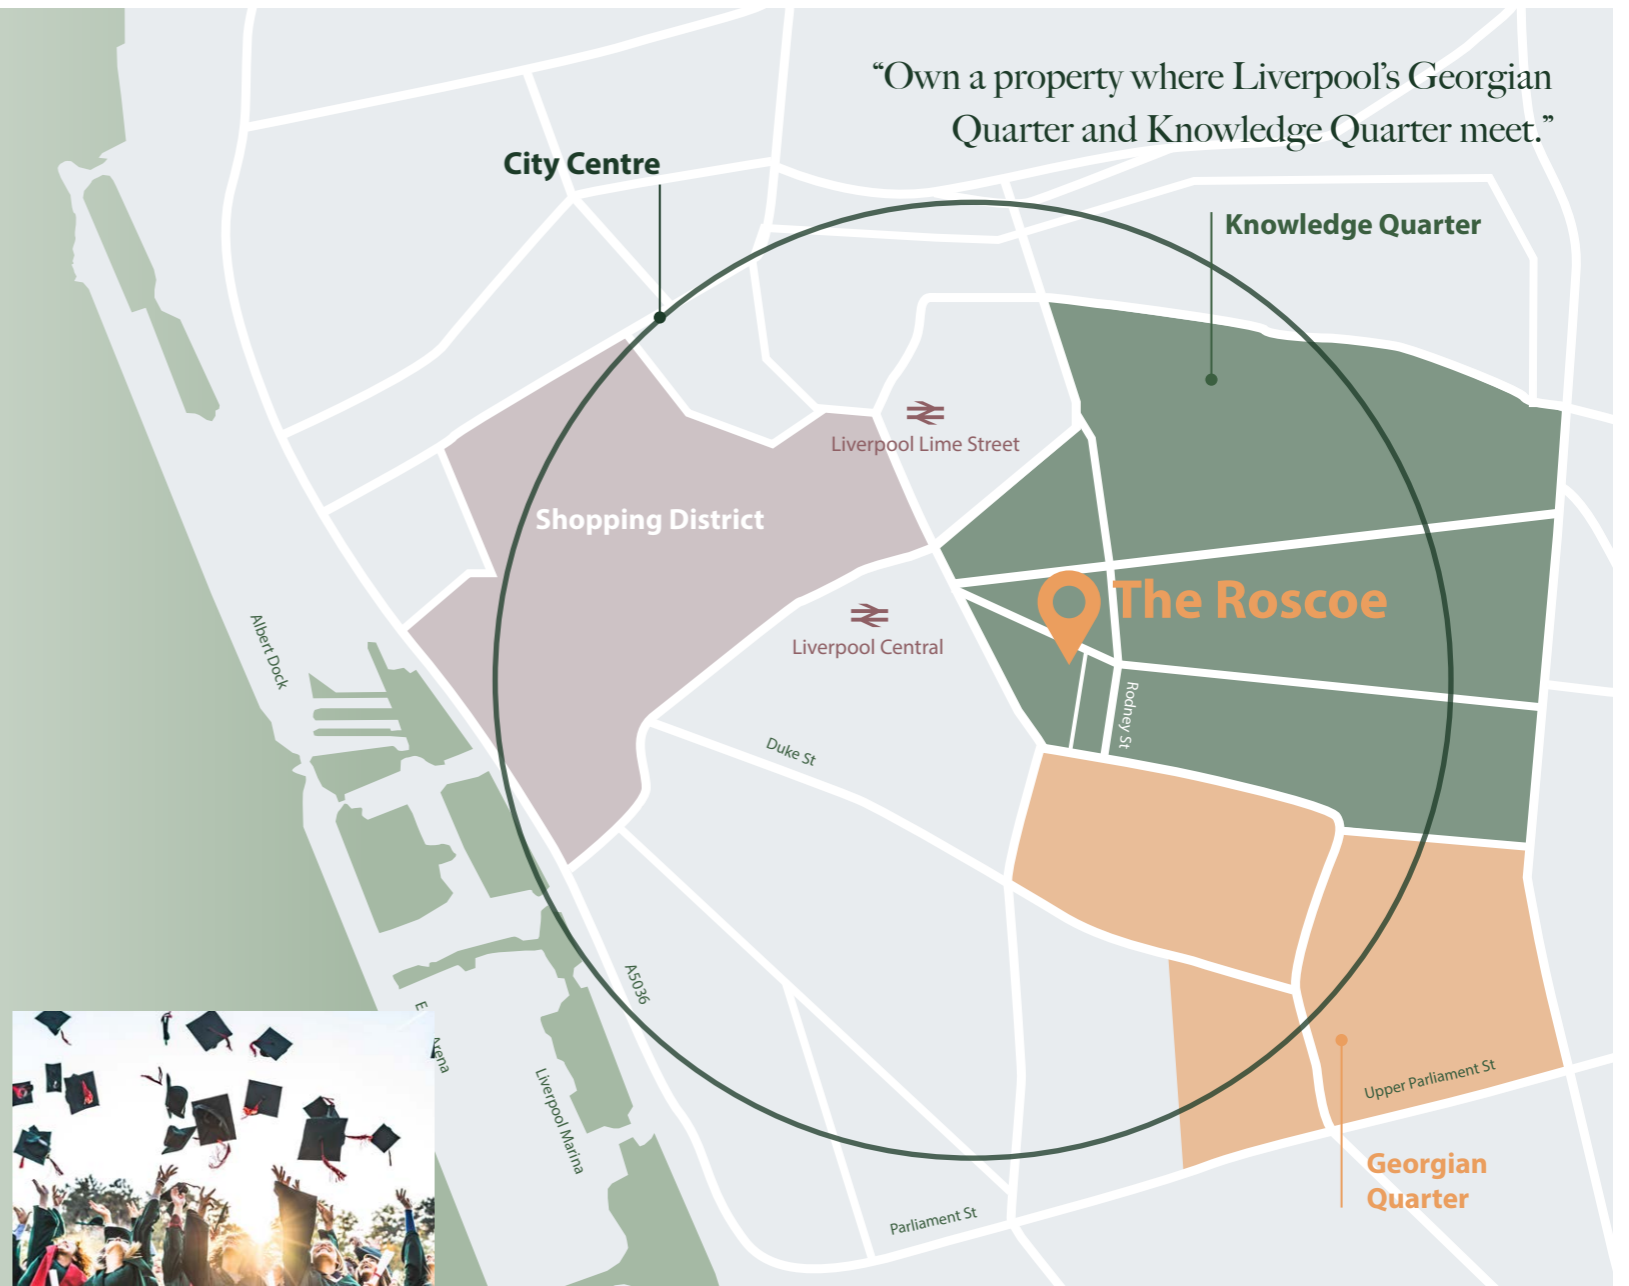 “Own a property where Liverpool’s Georgian
Quarter and Knowledge Quarter meet.”
City Centre
Knowledge Quarter
Liverpool Lime Street
Shopping District
The Roscoe
Liverpool Central
Albert Dock
Rodney St
Duke St
A5036
Arena
Liverpool Marina
Upper Parliament St
Georgian
Quarter
Parliament St